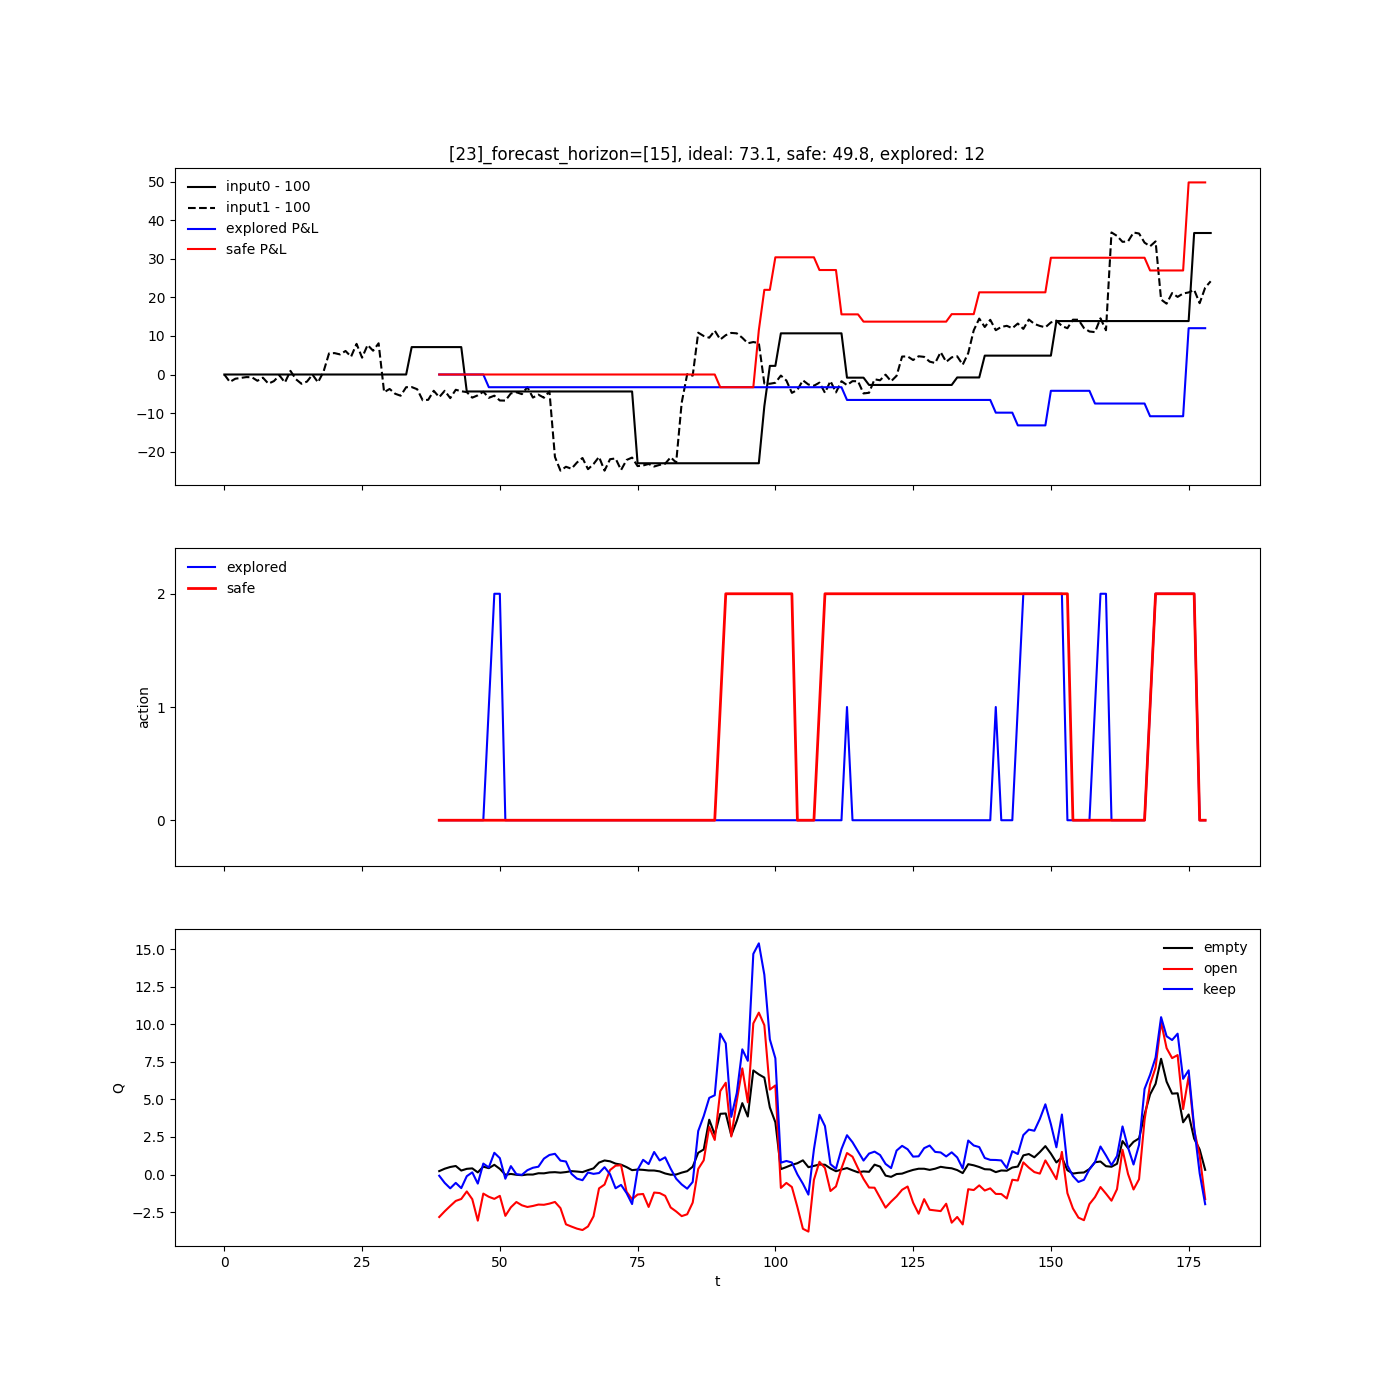 [23]_forecast_horizon=[15], ideal: 73.1, safe: 49.8, explored: 12
50
40
30
20
10
0
−10
−20
input0 - 100
input1 - 100
explored P&L
safe P&L
2
1
0
action
explored
safe
15.0
12.5
10.0
7.5
5.0
2.5
0.0
−2.5
Q
empty
open
keep
0 25 50 75 100 125 150 175
t